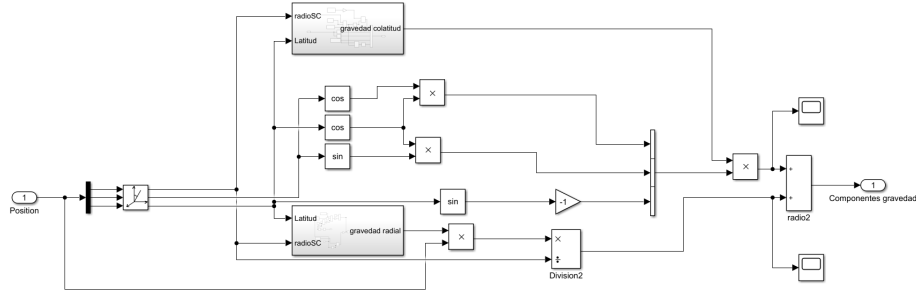 radioSC
gravedad colatitud
Latitud
cos
×
cos
×
sin
×
1
Position
+
1
+
Componentes gravedad
radio2
sin
-1
Latitud
gravedad radial
radioSC
×
×
÷
Division2